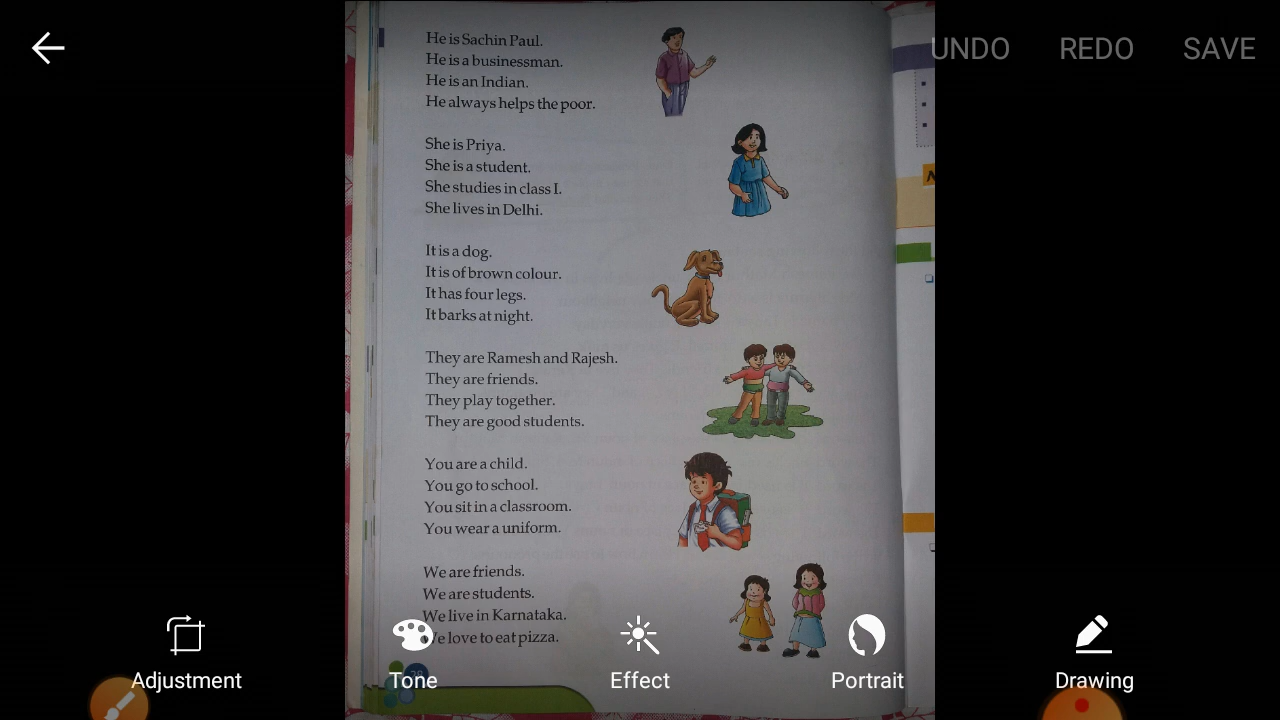 UNDO REDO SAVE
He is Sachin Paul.
He is a businessman.
He is an Indian.
He always helps the poor.
She is Priya.
She is a student.
She studies in class I.
She lives in Delhi.
It is a dog.
It is of brown colour.
It has four legs.
It barks at night.
They are Ramesh and Rajesh.
They are friends.
They play together.
They are good students.
You are a child.
You go to school.
You sit in a classroom.
You wear a uniform.
We are friends.
We are students.
We live in Karnataka.
We love to eat pizza.
Adjustment Tone Effect Portrait Drawing